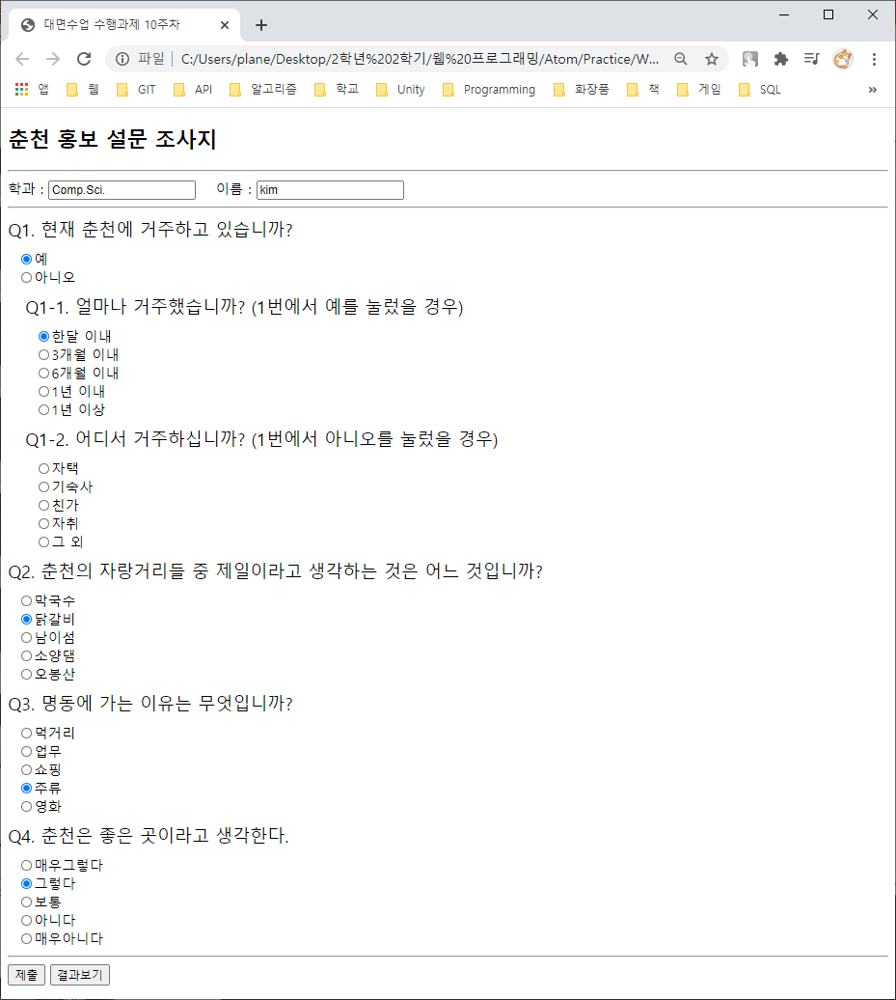 대면수업 수행과제 10주차
파일 | C:/Users/plane/Desktop/2학년%202학기/웹%20프로그래밍/Atom/Practice/W...
앱 웹 GIT API 알고리즘 학교 Unity Programming 화장품 책 게임 SQL »
춘천 홍보 설문 조사지
학과 : Comp.Sci. 이름 : kim
Q1. 현재 춘천에 거주하고 있습니까?
예
아니오
Q1-1. 얼마나 거주했습니까? (1번에서 예를 눌렀을 경우)
한달 이내
3개월 이내
6개월 이내
1년 이내
1년 이상
Q1-2. 어디서 거주하십니까? (1번에서 아니오를 눌렀을 경우)
자택
기숙사
친가
자취
그 외
Q2. 춘천의 자랑거리들 중 제일이라고 생각하는 것은 어느 것입니까?
막국수
닭갈비
남이섬
소양댐
오봉산
Q3. 명동에 가는 이유는 무엇입니까?
먹거리
업무
쇼핑
주류
영화
Q4. 춘천은 좋은 곳이라고 생각한다.
매우그렇다
그렇다
보통
아니다
매우아니다
제출 결과보기